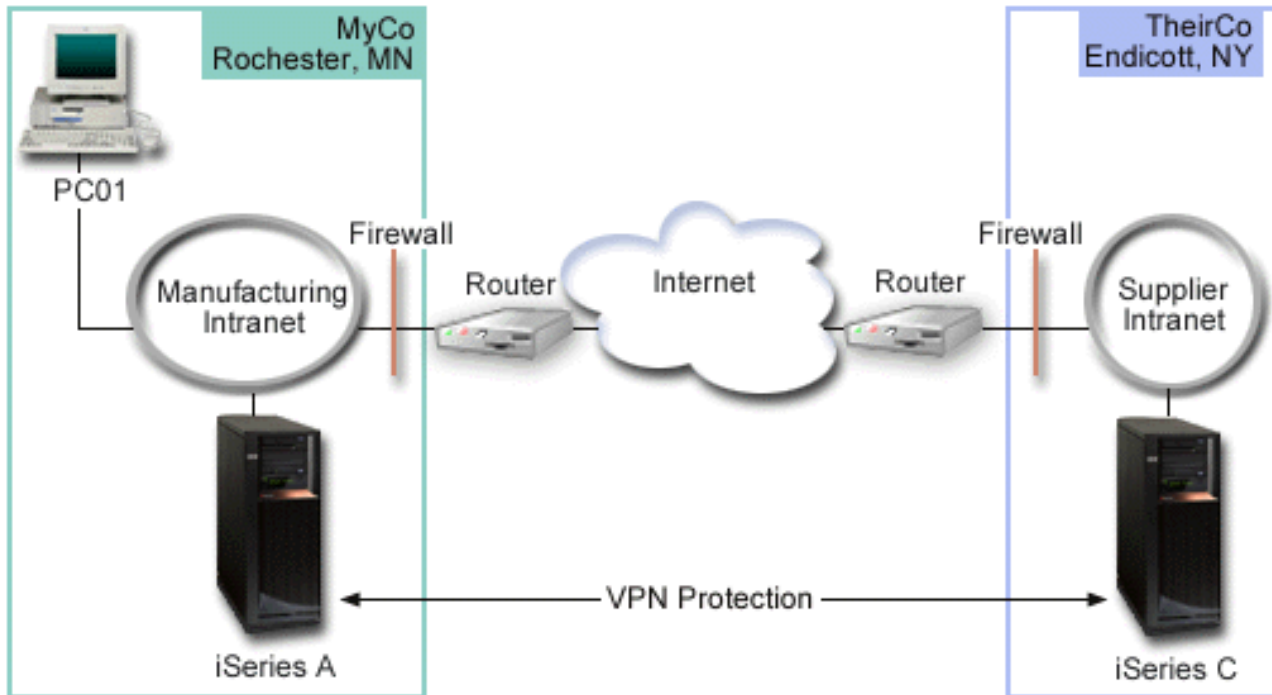 MyCo
Rochester, MN
TheirCo
Endicott, NY
PC01
Firewall
Firewall
Manufacturing
Intranet
Router
Internet
Router
Supplier
Intranet
VPN Protection
iSeries A
iSeries C